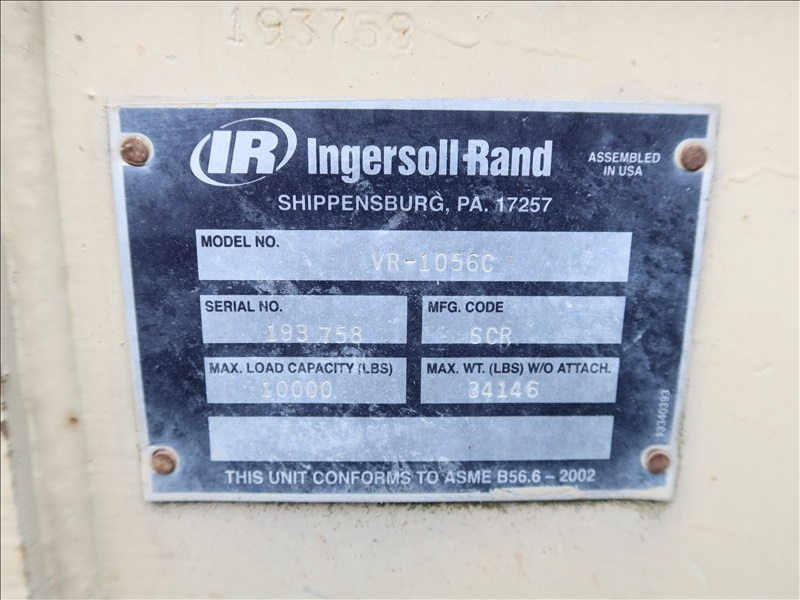 193758
IR Ingersoll-Rand
ASSEMBLED
IN USA
SHIPPENSBURG, PA. 17257
MODEL NO.
VR-1056C
SERIAL NO.
193 758
MFG. CODE
SCR
MAX. LOAD CAPACITY (LBS)
10000
MAX. WT. (LBS) W/O ATTACH.
34146
13340393
THIS UNIT CONFORMS TO ASME B56.6 – 2002